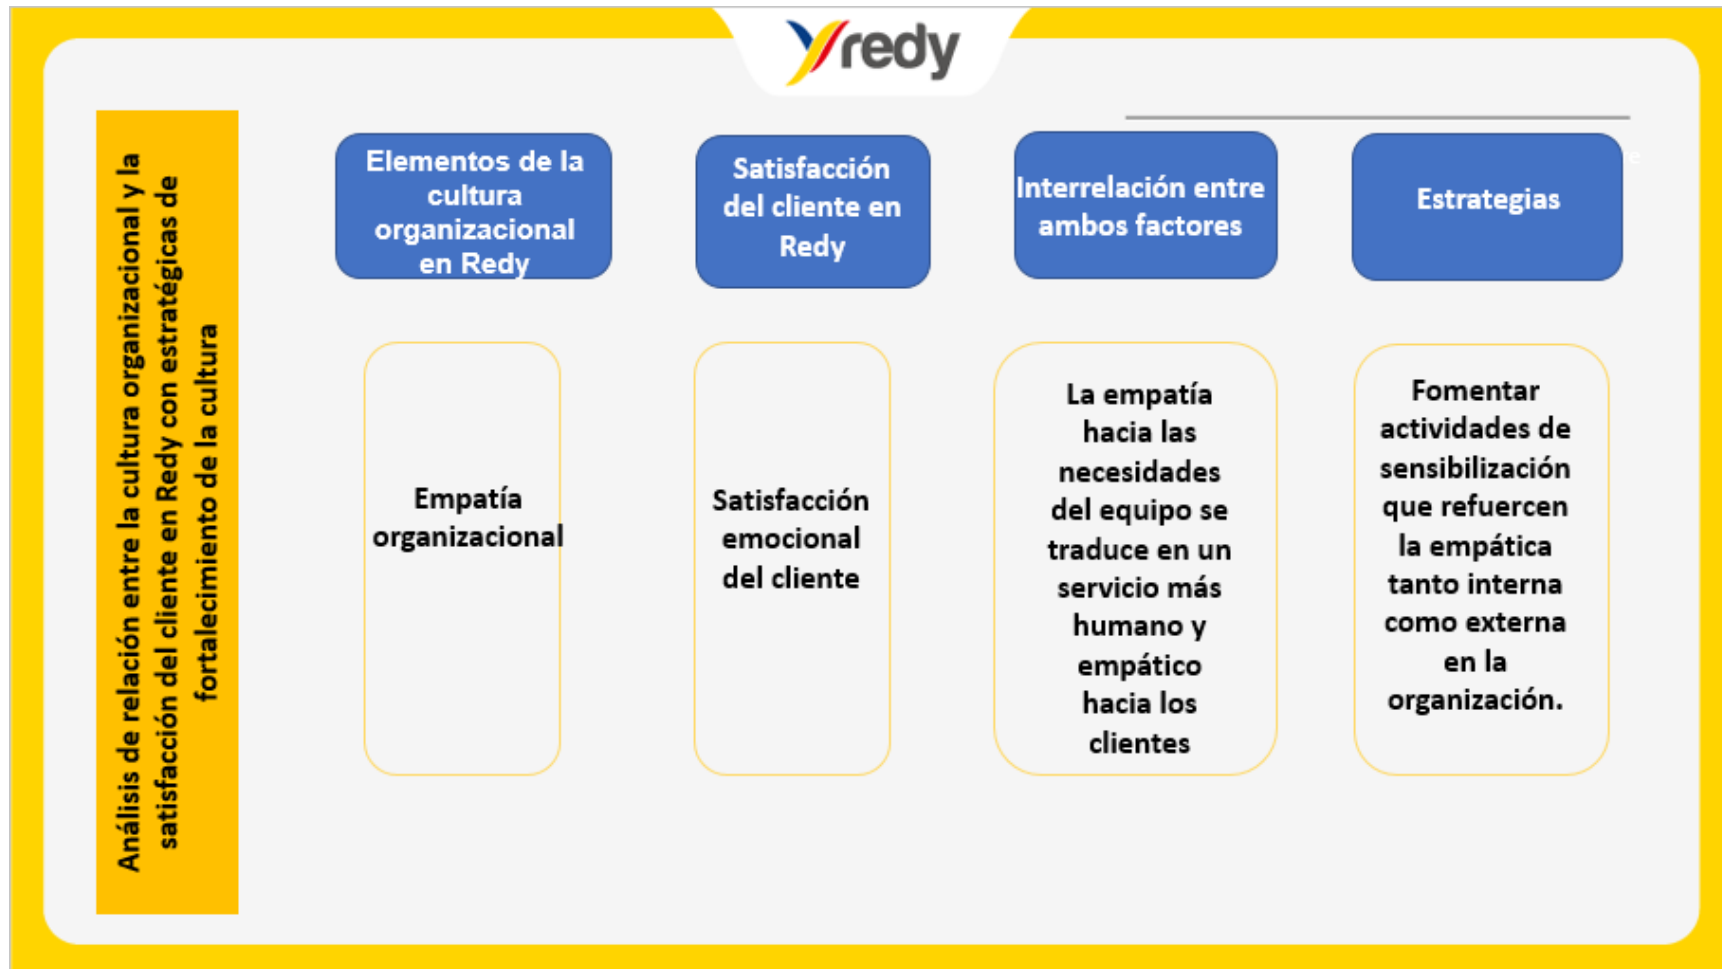 redy
Análisis de relación entre la cultura organizacional y la
satisfacción del cliente en Redy con estratégicas de
fortalecimiento de la cultura
Elementos de la
cultura
organizacional
en Redy
Satisfacción
del cliente en
Redy
Interrelación entre
ambos factores
Estrategias
Empatía
organizacional
Satisfacción
emocional
del cliente
La empatía
hacia las
necesidades
del equipo se
traduce en un
servicio más
humano y
empático
hacia los
clientes
Fomentar
actividades de
sensibilización
que refuercen
la empática
tanto interna
como externa
en la
organización.